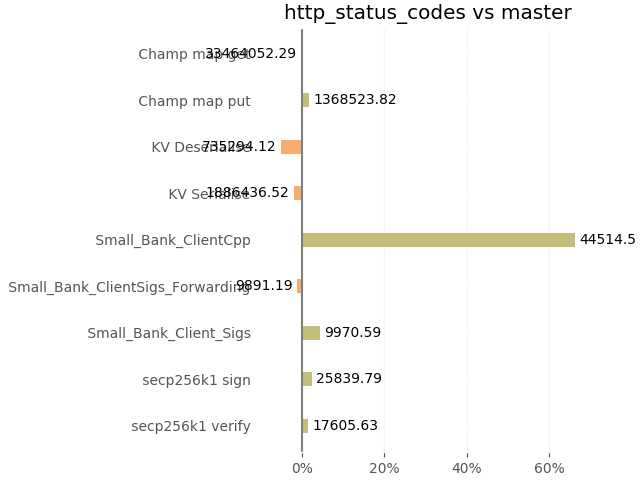 http_status_codes vs master
Champ map get 33464052.29
Champ map put 1368523.82
KV Deserialise 735294.12
KV Serialise 1886436.52
Small_Bank_ClientCpp 44514.5
Small_Bank_ClientSigs_Forwarding 9891.19
Small_Bank_Client_Sigs 9970.59
secp256k1 sign 25839.79
secp256k1 verify 17605.63
0% 20% 40% 60%